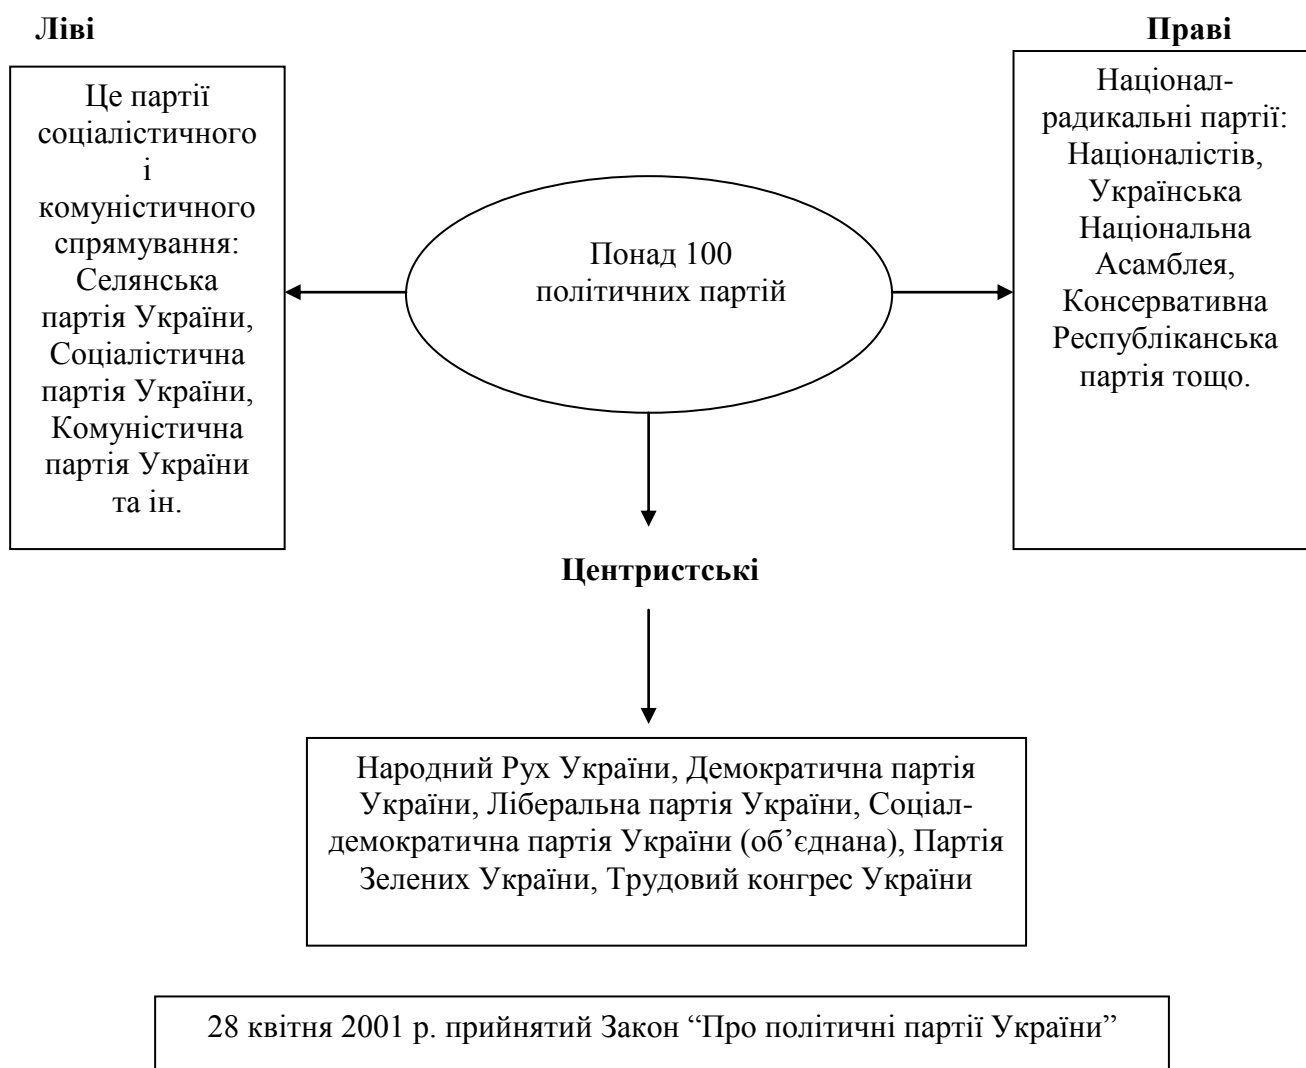 Ліві
Це партії
соціалістичного
і
комуністичного
спрямування:
Селянська
партія України,
Соціалістична
партія України,
Комуністична
партія України
та ін.
Понад 100
політичних партій
Праві
Націонал-
радикальні партії:
Націоналістів,
Українська
Національна
Асамблея,
Консервативна
Республіканська
партія тощо.
Центристські
Народний Рух України, Демократична партія
України, Ліберальна партія України, Соціал-
демократична партія України (об’єднана), Партія
Зелених України, Трудовий конгрес України
28 квітня 2001 р. прийнятий Закон “Про політичні партії України”